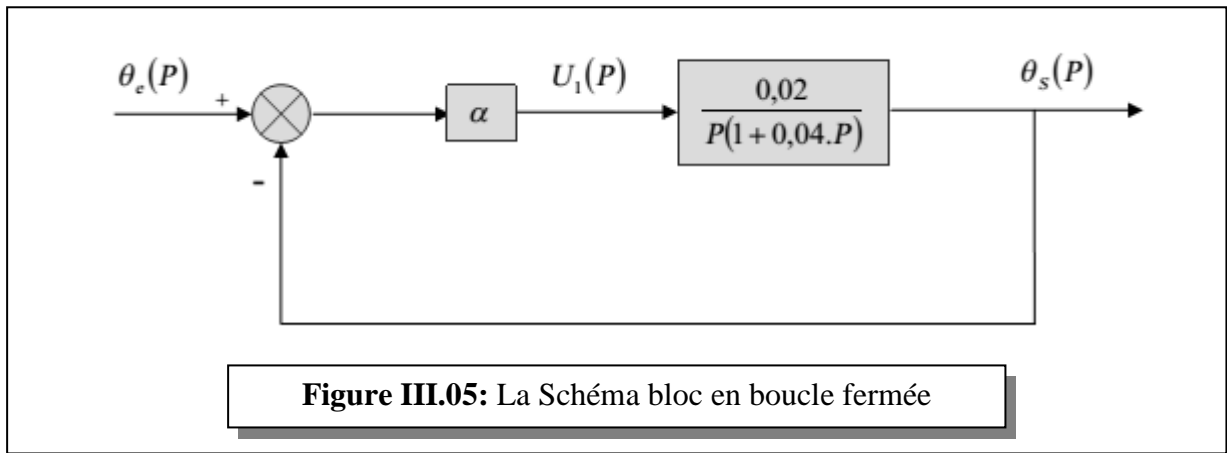 θe(P)
+
-
α
U1(P)
0,02
P(1+0,04.P)
θS(P)
Figure III.05: La Schéma bloc en boucle fermée